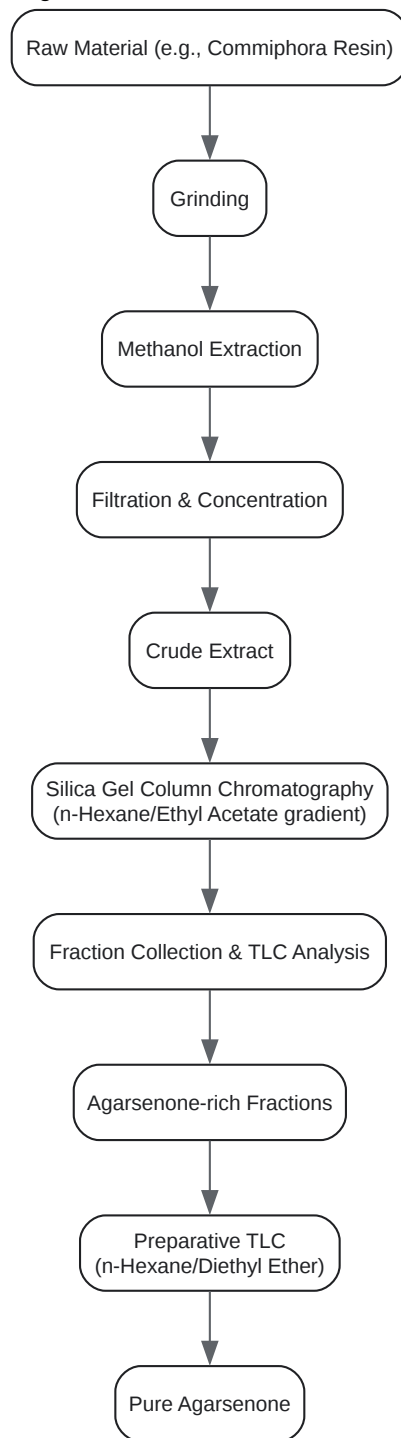 Raw Material (e.g., Commiphora Resin)
Grinding
Methanol Extraction
Filtration & Concentration
Crude Extract
Silica Gel Column Chromatography
(n-Hexane/Ethyl Acetate gradient)
Fraction Collection & TLC Analysis
Agarsenone-rich Fractions
Preparative TLC
(n-Hexane/Diethyl Ether)
Pure Agarsenone